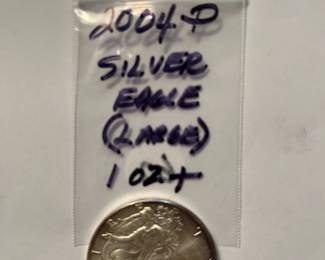 2004-P
SILVER
EAGLE
(LARGE)
1 OZ+